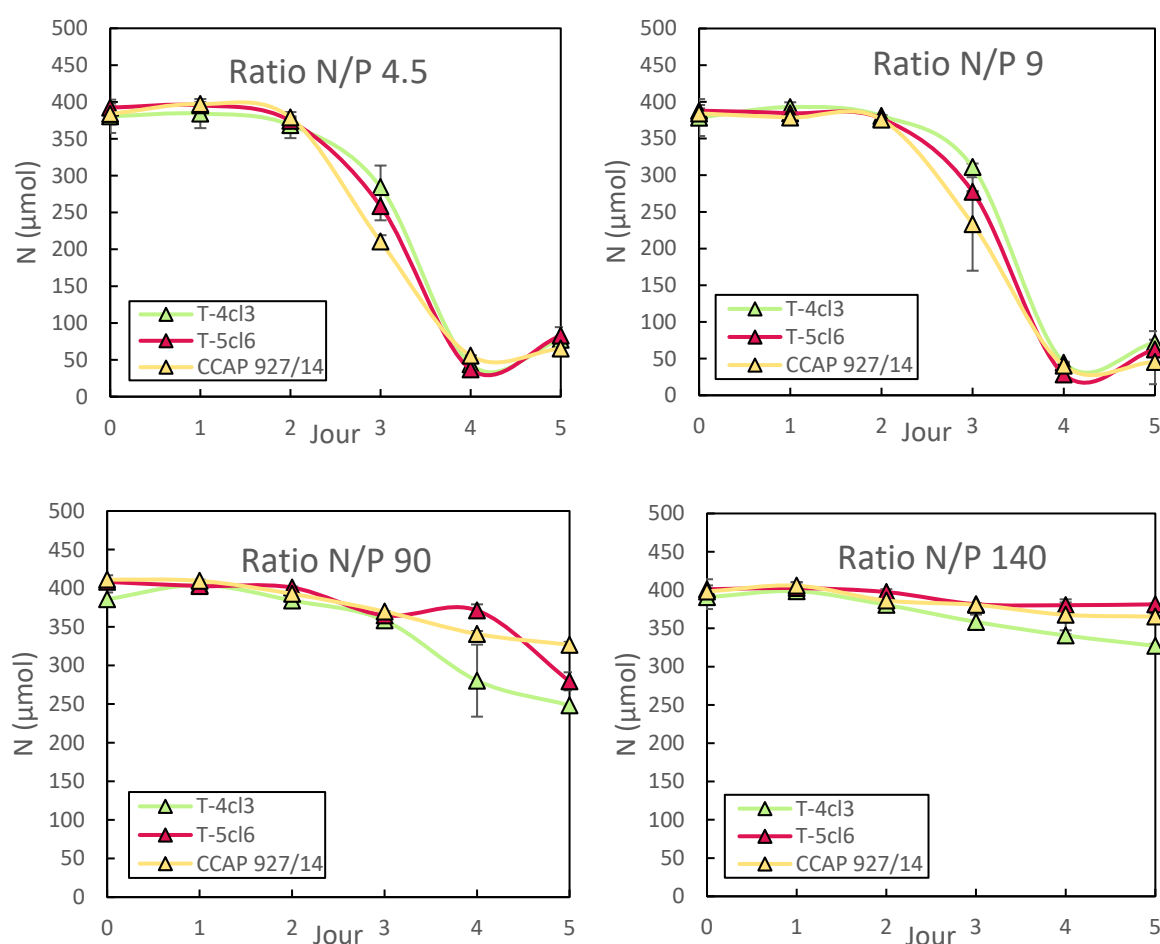 Ratio N/P 4.5
500
450
400
350
300
250
200
150
100
50
0
N (µmol)
0 1 2 3 4 5
Jour
T-4cl3
T-5cl6
CCAP 927/14
Ratio N/P 9
500
450
400
350
300
250
200
150
100
50
0
N (µmol)
0 1 2 3 4 5
Jour
T-4cl3
T-5cl6
CCAP 927/14
Ratio N/P 90
500
450
400
350
300
250
200
150
100
50
0
N (µmol)
0 1 2 3 4 5
Jour
T-4cl3
T-5cl6
CCAP 927/14
Ratio N/P 140
500
450
400
350
300
250
200
150
100
50
0
N (µmol)
0 1 2 3 4 5
Jour
T-4cl3
T-5cl6
CCAP 927/14